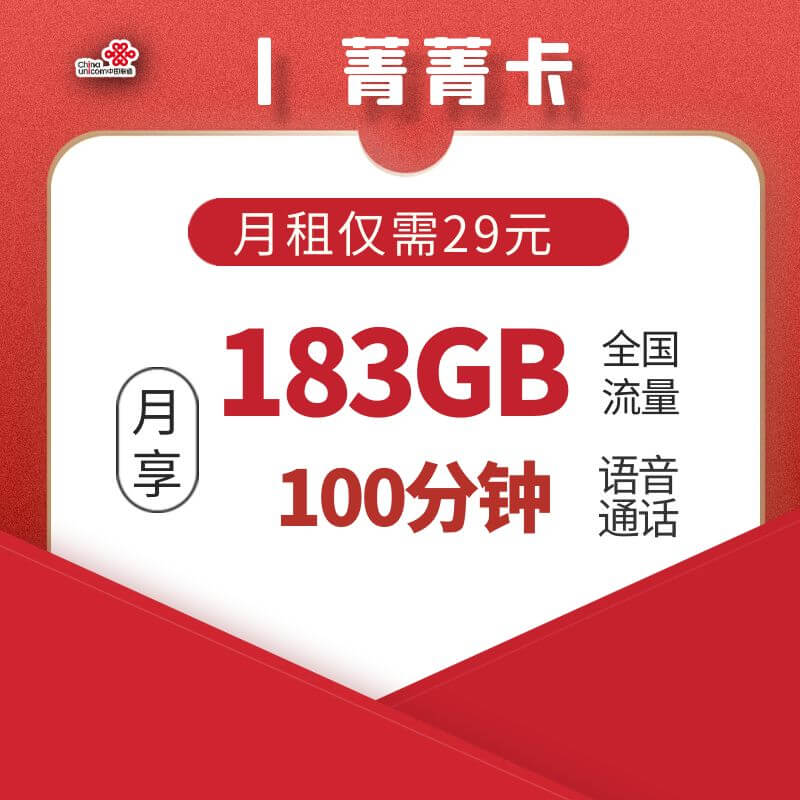 China
unicom中国联通
| 菁菁卡
月租仅需29元
月享
183GB
全国
流量
100分钟
语音
通话